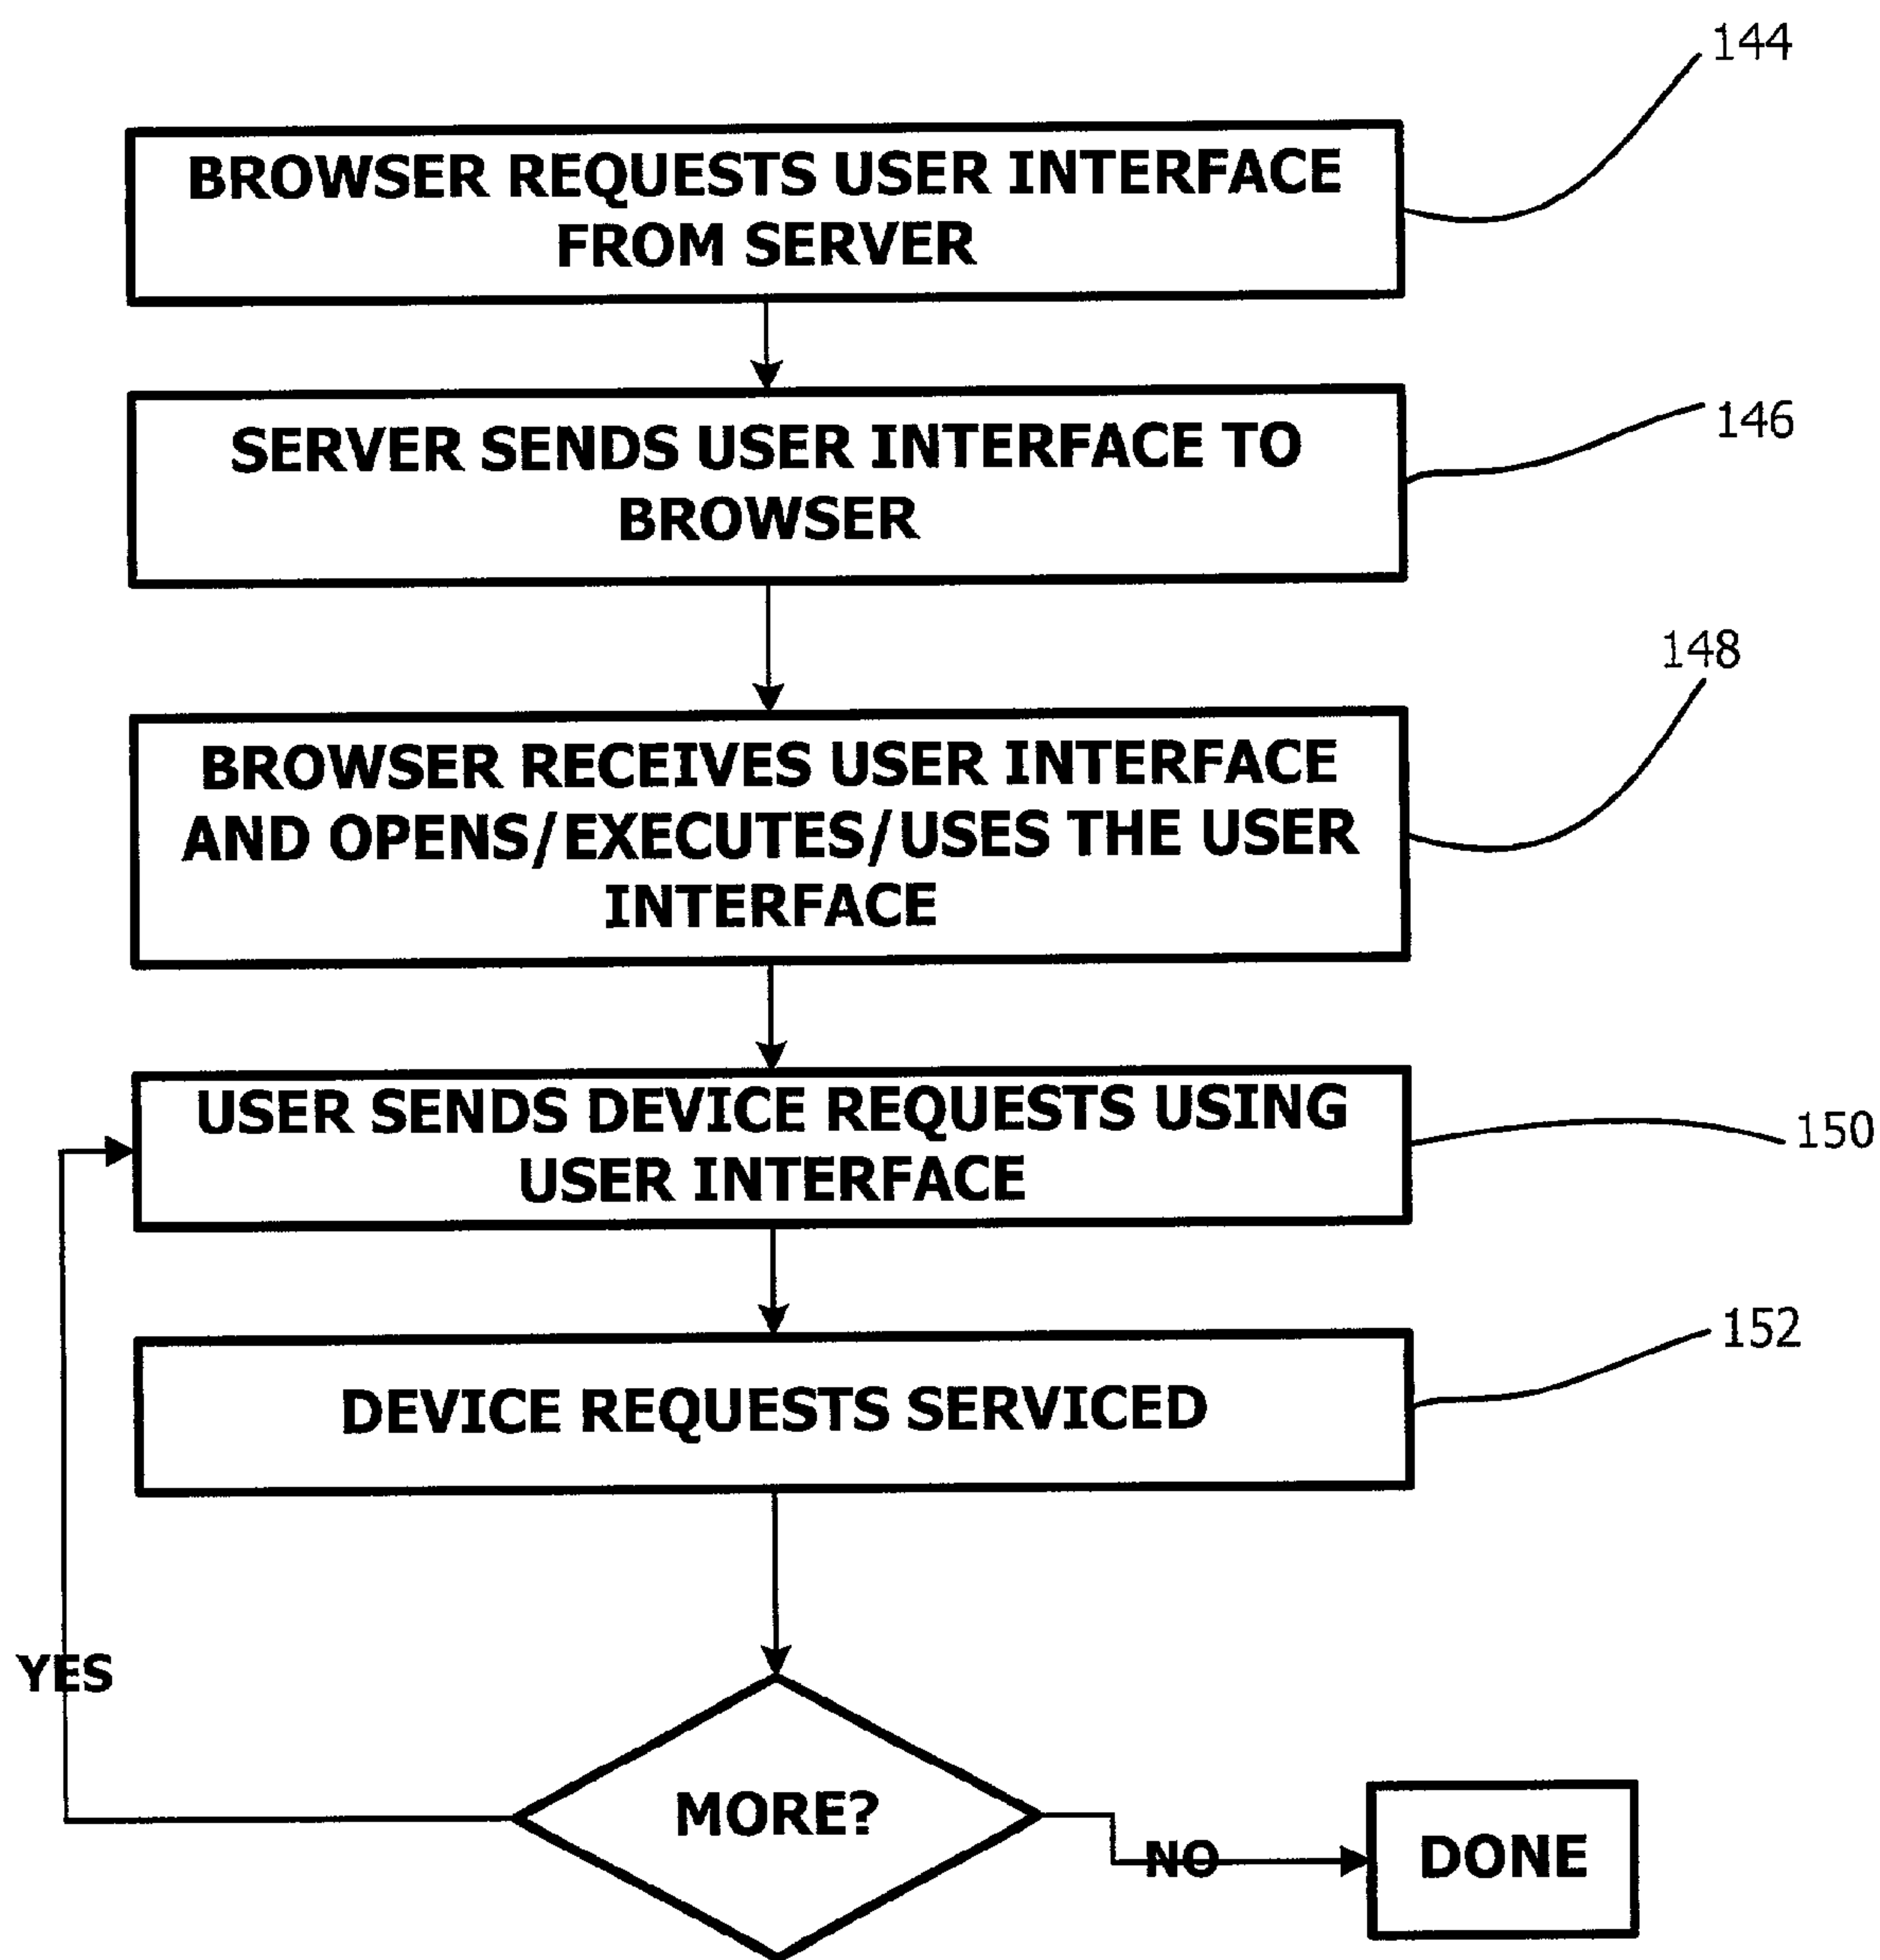 144
BROWSER REQUESTS USER INTERFACE
FROM SERVER
146
SERVER SENDS USER INTERFACE TO
BROWSER
148
BROWSER RECEIVES USER INTERFACE
AND OPENS/EXECUTES/USES THE USER
INTERFACE
150
USER SENDS DEVICE REQUESTS USING
USER INTERFACE
152
DEVICE REQUESTS SERVICED
YES
MORE?
NO
DONE